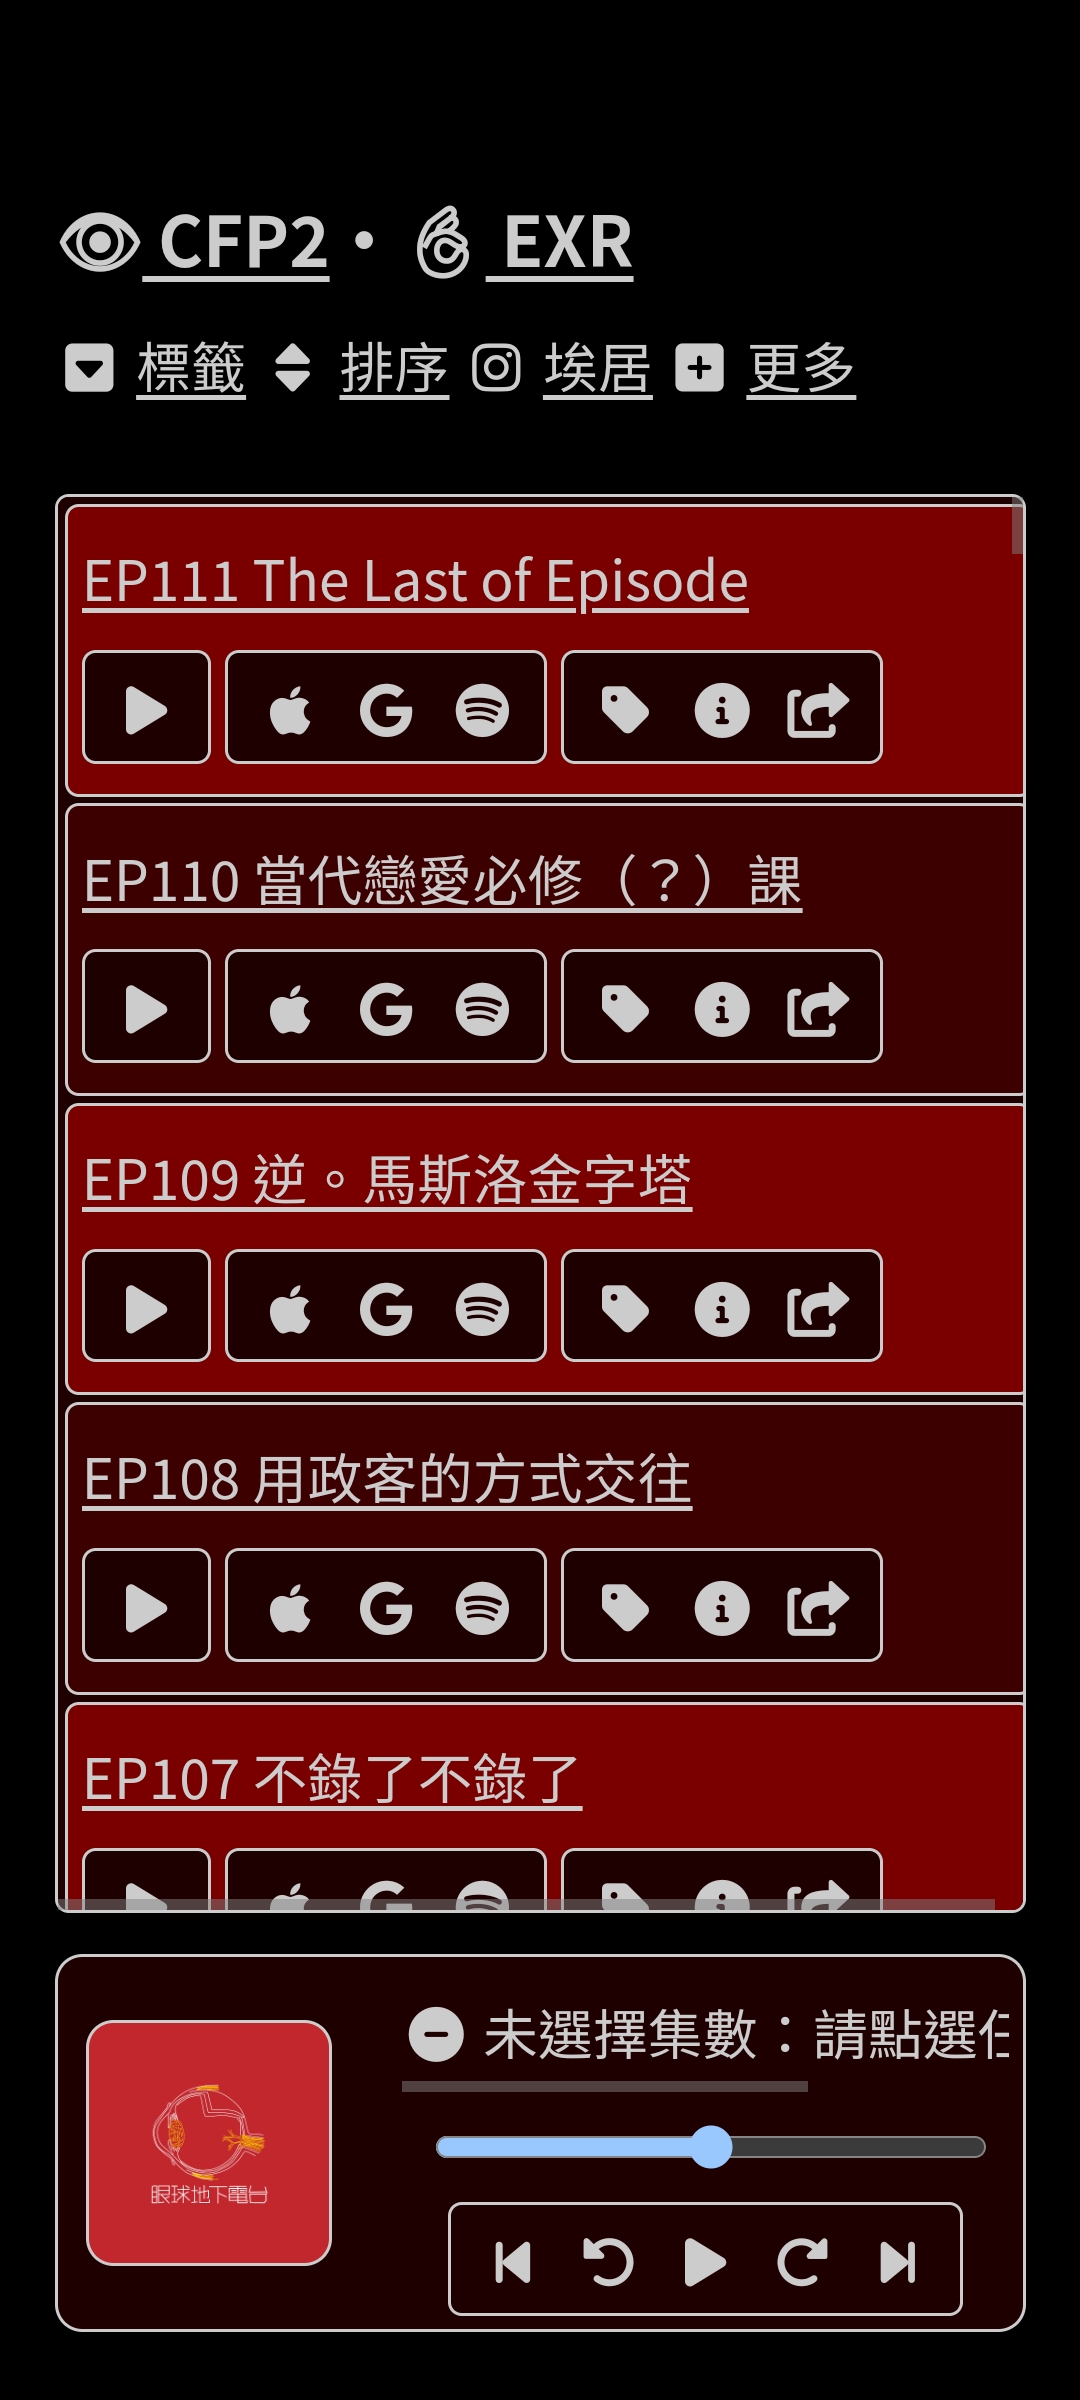 CFP2・ EXR
標籤 排序 埃居 更多
EP111 The Last of Episode
EP110 當代戀愛必修（？）課
EP109 逆。馬斯洛金字塔
EP108 用政客的方式交往
EP107 不錄了不錄了
未選擇集數：請點選
眼球地下電台